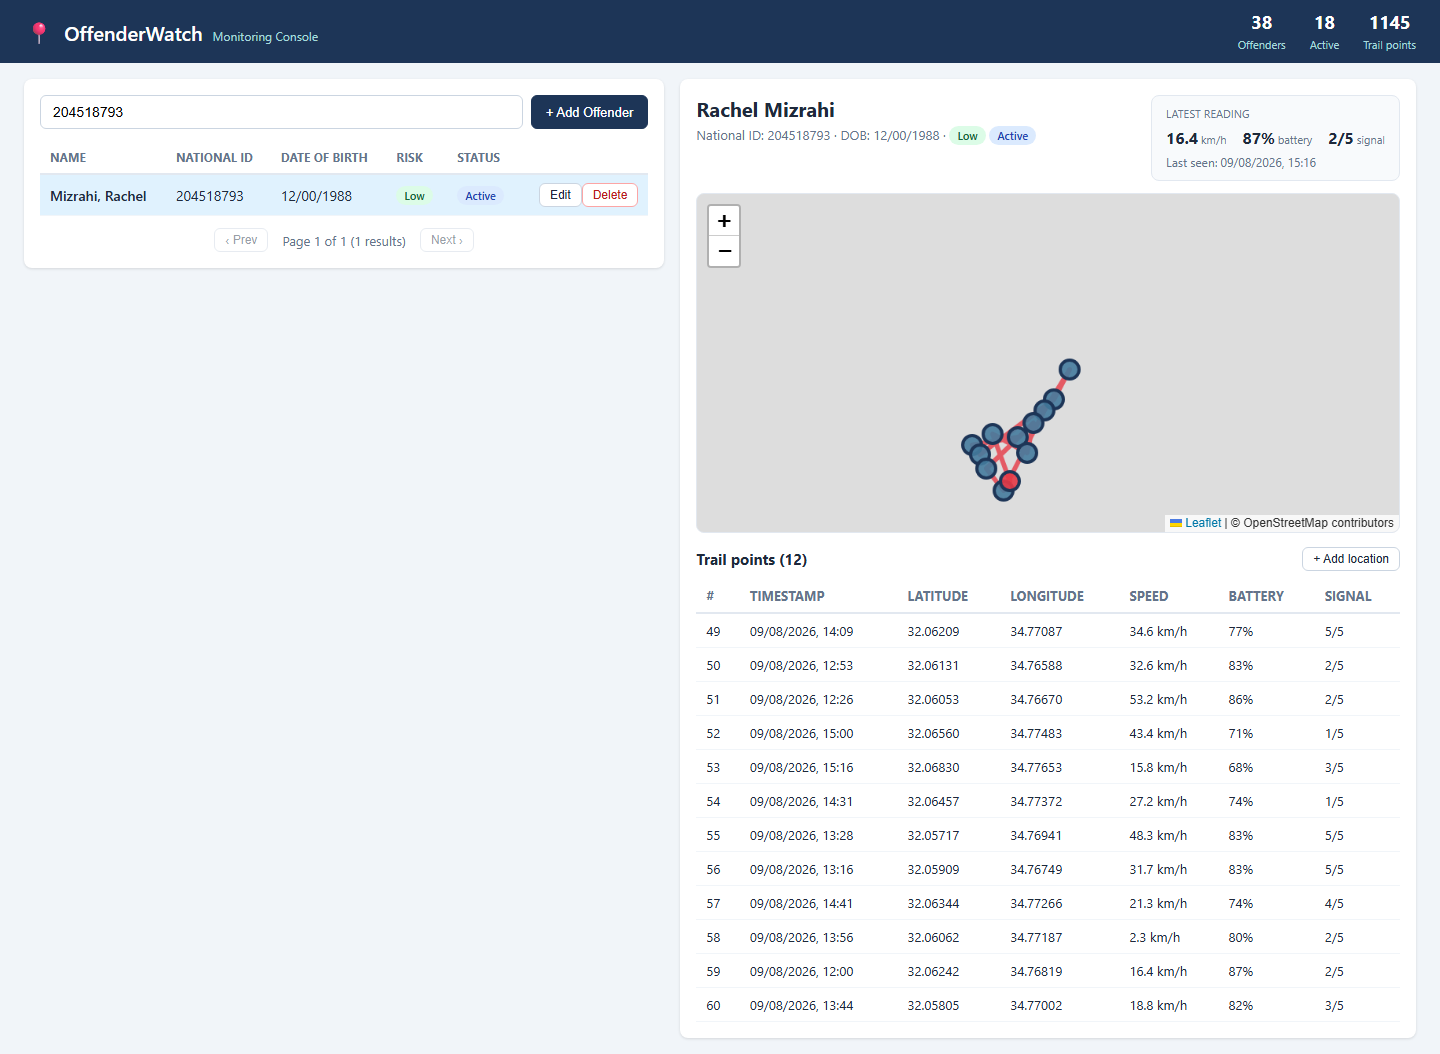 OffenderWatch Monitoring Console
38 Offenders
18 Active
1145 Trail points
204518793
+ Add Offender
NAME NATIONAL ID DATE OF BIRTH RISK STATUS
Mizrahi, Rachel 204518793 12/00/1988 Low Active Edit Delete
‹ Prev Page 1 of 1 (1 results) Next ›
Rachel Mizrahi
National ID: 204518793 · DOB: 12/00/1988 · Low Active
LATEST READING
16.4 km/h 87% battery 2/5 signal
Last seen: 09/08/2026, 15:16
+
−
Leaflet | © OpenStreetMap contributors
Trail points (12)
+ Add location
# TIMESTAMP LATITUDE LONGITUDE SPEED BATTERY SIGNAL
49 09/08/2026, 14:09 32.06209 34.77087 34.6 km/h 77% 5/5
50 09/08/2026, 12:53 32.06131 34.76588 32.6 km/h 83% 2/5
51 09/08/2026, 12:26 32.06053 34.76670 53.2 km/h 86% 2/5
52 09/08/2026, 15:00 32.06560 34.77483 43.4 km/h 71% 1/5
53 09/08/2026, 15:16 32.06830 34.77653 15.8 km/h 68% 3/5
54 09/08/2026, 14:31 32.06457 34.77372 27.2 km/h 74% 1/5
55 09/08/2026, 13:28 32.05717 34.76941 48.3 km/h 83% 5/5
56 09/08/2026, 13:16 32.05909 34.76749 31.7 km/h 83% 5/5
57 09/08/2026, 14:41 32.06344 34.77266 21.3 km/h 74% 4/5
58 09/08/2026, 13:56 32.06062 34.77187 2.3 km/h 80% 2/5
59 09/08/2026, 12:00 32.06242 34.76819 16.4 km/h 87% 2/5
60 09/08/2026, 13:44 32.05805 34.77002 18.8 km/h 82% 3/5